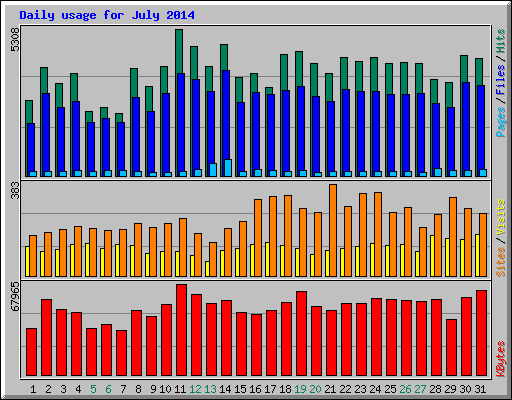 Daily usage for July 2014
5308
Pages / Files / Hits
383
Sites / Visits
67965
KBytes
1 2 3 4 5 6 7 8 9 10 11 12 13 14 15 16 17 18 19 20 21 22 23 24 25 26 27 28 29 30 31